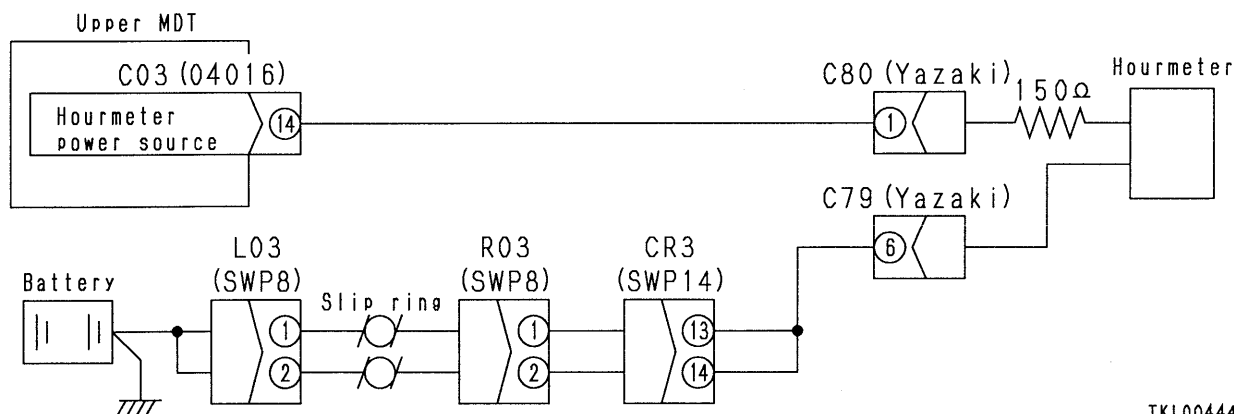 Upper MDT
C03 (04016)
Hourmeter
power source
14
C80 (Yazaki)
1
150Ω
Hourmeter
C79 (Yazaki)
6
Battery
L03
(SWP8)
1
2
Slip ring
R03
(SWP8)
1
2
CR3
(SWP14)
13
14
TKL00444